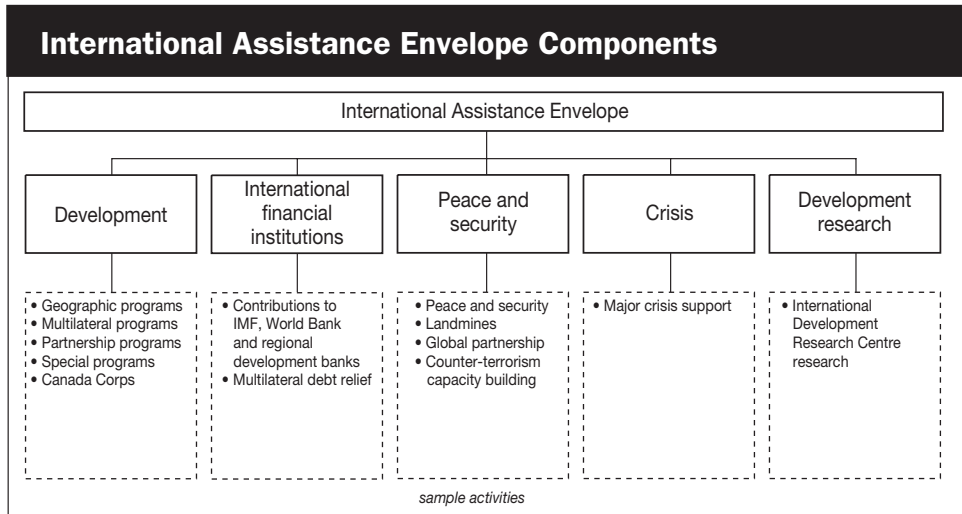 International Assistance Envelope Components
International Assistance Envelope
Development
International
financial
institutions
Peace and
security
Crisis
Development
research
• Geographic programs
• Multilateral programs
• Partnership programs
• Special programs
• Canada Corps
• Contributions to
IMF, World Bank
and regional
development banks
• Multilateral debt relief
• Peace and security
• Landmines
• Global partnership
• Counter-terrorism
capacity building
• Major crisis support
• International
Development
Research Centre
research
sample activities